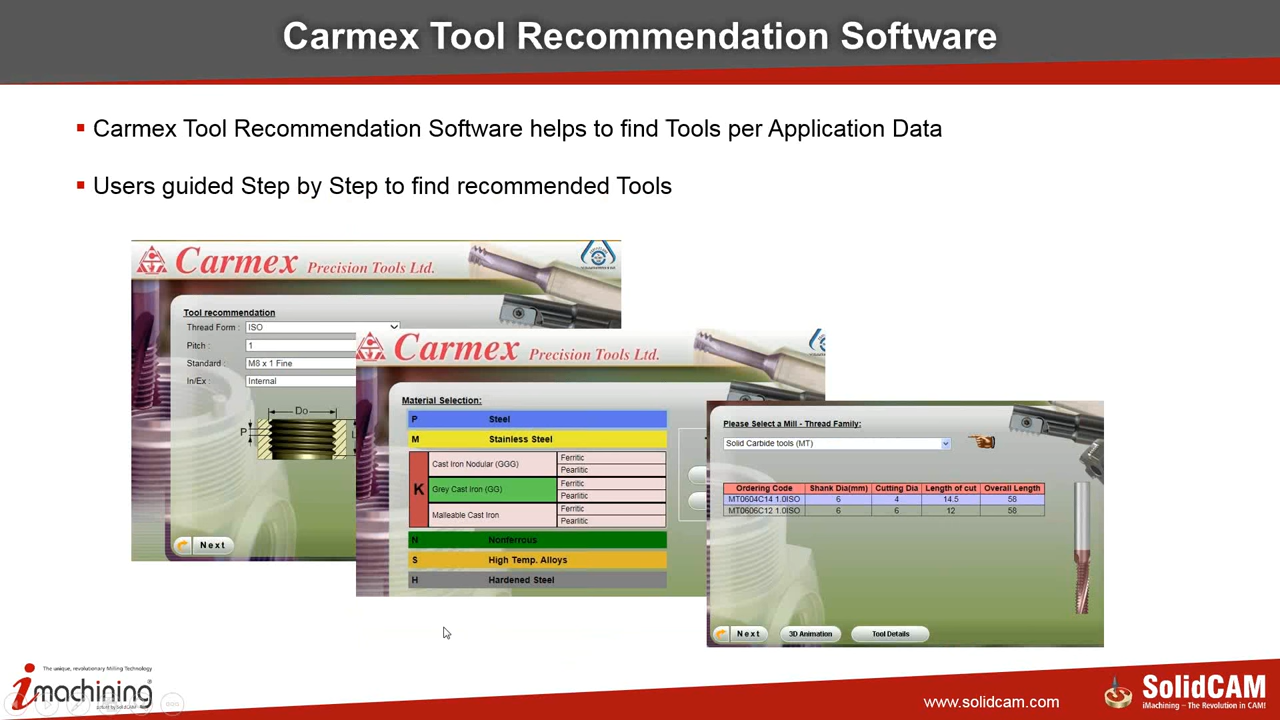 Carmex Tool Recommendation Software
Carmex Tool Recommendation Software helps to find Tools per Application Data
Users guided Step by Step to find recommended Tools
Carmex Precision Tools Ltd.
Tool recommendation
Thread Form : ISO
Pitch : 1
Standard : M8 x 1 Fine
In/Ex : Internal
Do
P
L
Next
Carmex Precision Tools Ltd.
Material Selection:
P Steel
M Stainless Steel
K
Cast Iron Nodular (GGG)
Ferritic
Pearlitic
Grey Cast Iron (GG)
Ferritic
Pearlitic
Malleable Cast Iron
Ferritic
Pearlitic
N Nonferrous
S High Temp. Alloys
H Hardened Steel
Please Select a Mill - Thread Family:
Solid Carbide tools (MT)
Ordering Code Shank Dia(mm) Cutting Dia Length of cut Overall Length
MT0604C14 1.0ISO 6 4 14.5 58
MT0606C12 1.0ISO 6 6 12 58
Next 3D Animation Tool Details
The unique, revolutionary Milling Technology
imachining
www.solidcam.com
SolidCAM
iMachining – The Revolution in CAM!